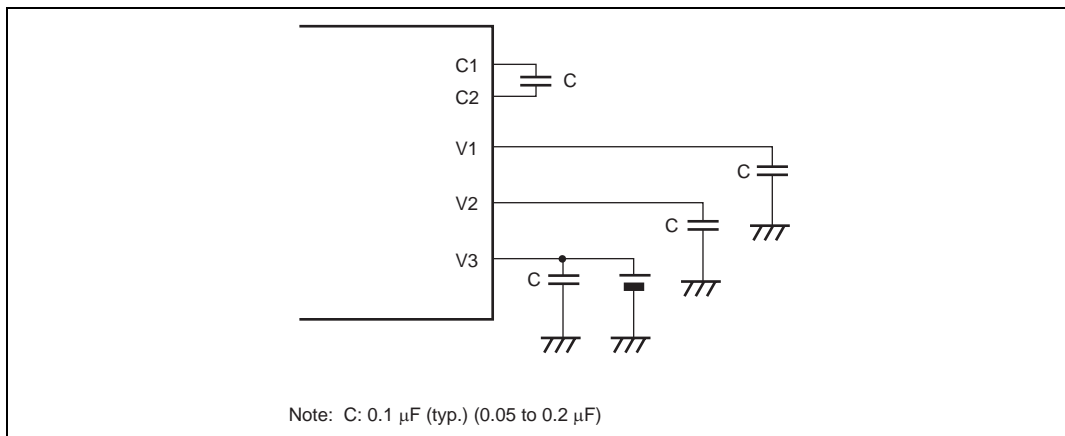 C1
C
C2
V1
C
V2
C
V3
C
Note: C: 0.1 μF (typ.) (0.05 to 0.2 μF)